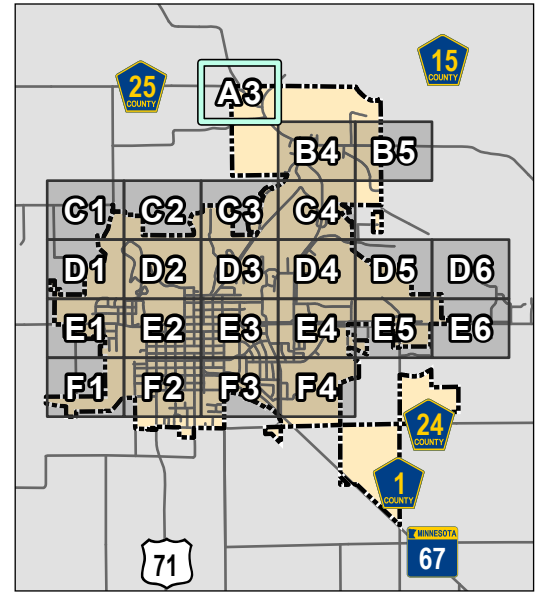 15
COUNTY
25
COUNTY
A3
B4 B5
C1 C2 C3 C4
D1 D2 D3 D4 D5 D6
E1 E2 E3 E4 E5 E6
F1 F2 F3 F4
24
COUNTY
1
COUNTY
MINNESOTA
67
71